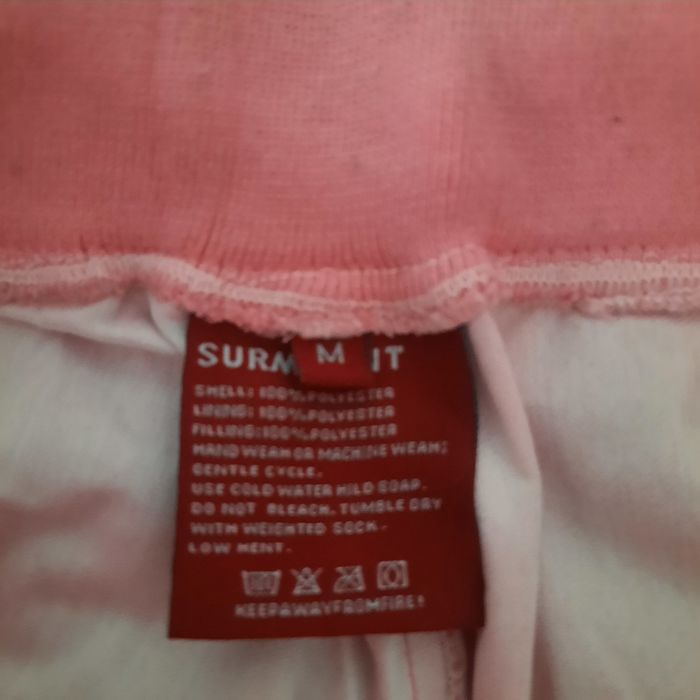 SURM IT
M
SHELL: 100%POLYESTER
LINING: 100%POLYESTER
FILLING:100%POLYESTER
HAND WEAH OR MACHINE WEAH;
GENTLE CYCLE.
USE COLD WATER MILD SOAP.
DO NOT BLEACH. TUMBLE DRY
WITH WEIGHTED SOCK.
LOW HENT.
KEEPAWAYFROMFIRE!